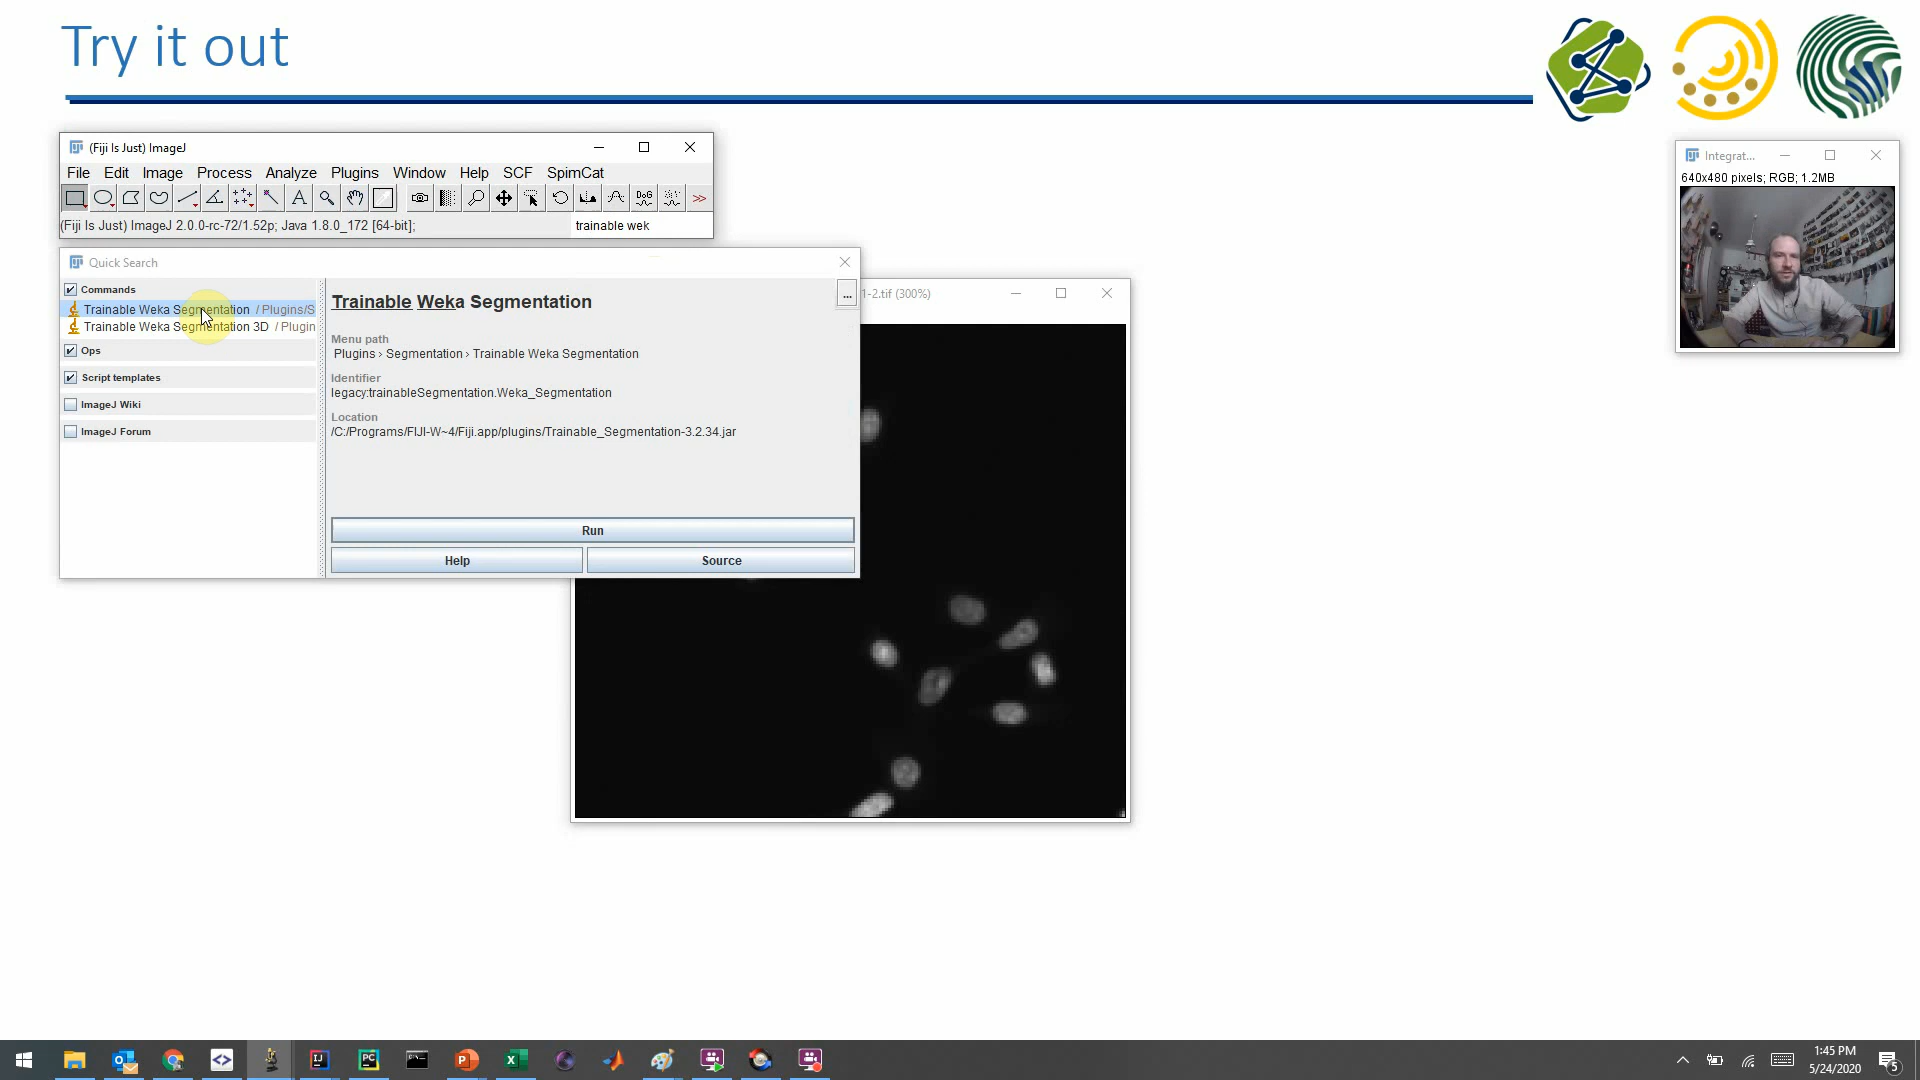 Try it out
(Fiji Is Just) ImageJ
File Edit Image Process Analyze Plugins Window Help SCF SpimCat
DoG
>>
(Fiji Is Just) ImageJ 2.0.0-rc-72/1.52p; Java 1.8.0_172 [64-bit];
trainable wek
Quick Search
Commands
Trainable Weka Segmentation / Plugins/S
Trainable Weka Segmentation 3D / Plugin
Ops
Script templates
ImageJ Wiki
ImageJ Forum
Trainable Weka Segmentation
...
Menu path
Plugins › Segmentation › Trainable Weka Segmentation
Identifier
legacy:trainableSegmentation.Weka_Segmentation
Location
/C:/Programs/FIJI-W~4/Fiji.app/plugins/Trainable_Segmentation-3.2.34.jar
Run
Help
Source
1-2.tif (300%)
Integrat...
640x480 pixels; RGB; 1.2MB
1:45 PM
5/24/2020
5